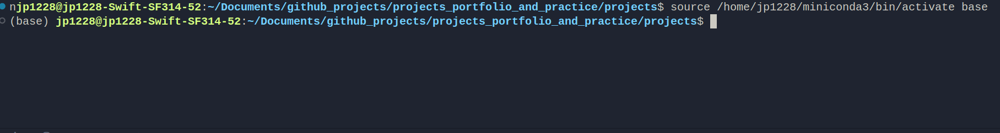 njp1228@jp1228-Swift-SF314-52:~/Documents/github_projects/projects_portfolio_and_practice/projects$ source /home/jp1228/miniconda3/bin/activate base
(base) jp1228@jp1228-Swift-SF314-52:~/Documents/github_projects/projects_portfolio_and_practice/projects$